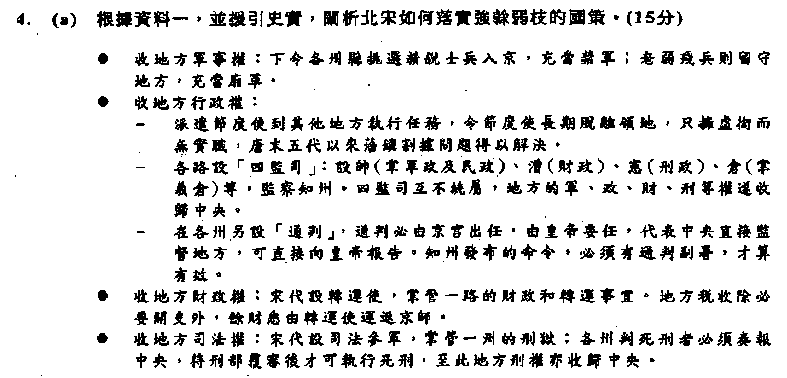 4. (a) 根據資料一，並援引史實，闡析北宋如何落實強榦弱枝的國策。(15分)
● 收地方軍事權：下令各州縣挑選精銳士兵入京，充當禁軍；老弱殘兵則留守
地方，充當廂軍。
● 收地方行政權：
- 派遣節度使到其他地方執行任務，令節度使長期脫離領地，只擁虛銜而
無實職，唐末五代以來藩鎮割據問題得以解決。
- 各路設「四監司」：設帥(掌軍政及民政)、漕(財政)、憲(刑政)、倉(掌
義倉)等，監察知州。四監司互不統屬，地方的軍、政、財、刑等權還收
歸中央。
- 在各州另設「通判」，通判必由京官出任，由皇帝委任，代表中央直接監
督地方，可直接向皇帝報告。知州發布的命令，必須有通判副署，才算
有效。
● 收地方財政權：宋代設轉運使，掌管一路的財政和轉運事宜。地方稅收除必
要開支外，餘財悉由轉運使運送京師。
● 收地方司法權：宋代設司法參軍，掌管一州的刑獄；各州判死刑者必須奏報
中央，待刑部覆審後才可執行死刑，至此地方刑權亦收歸中央。